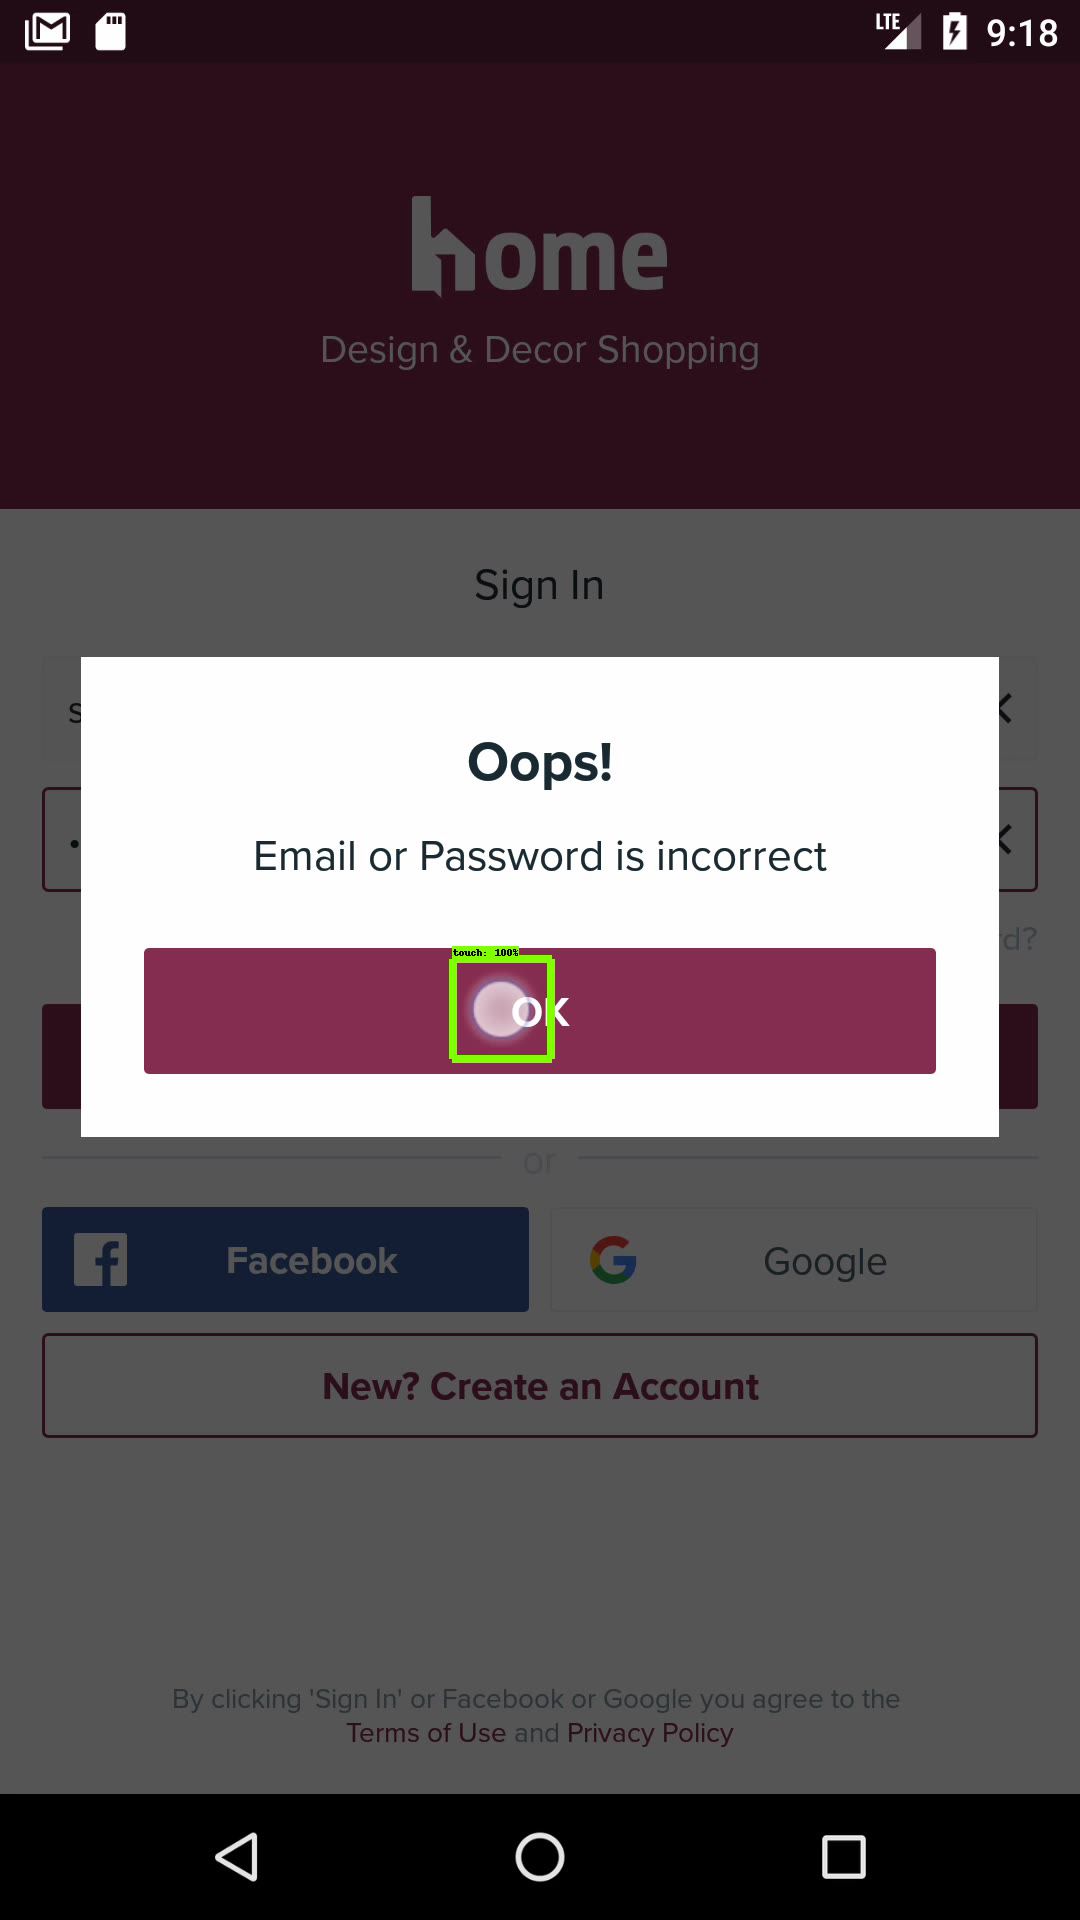 LTE 9:18
home
Design & Decor Shopping
Sign In
s
Oops!
Email or Password is incorrect
rd?
touch: 100%
OK
or
Facebook
Google
New? Create an Account
By clicking 'Sign In' or Facebook or Google you agree to the
Terms of Use and Privacy Policy